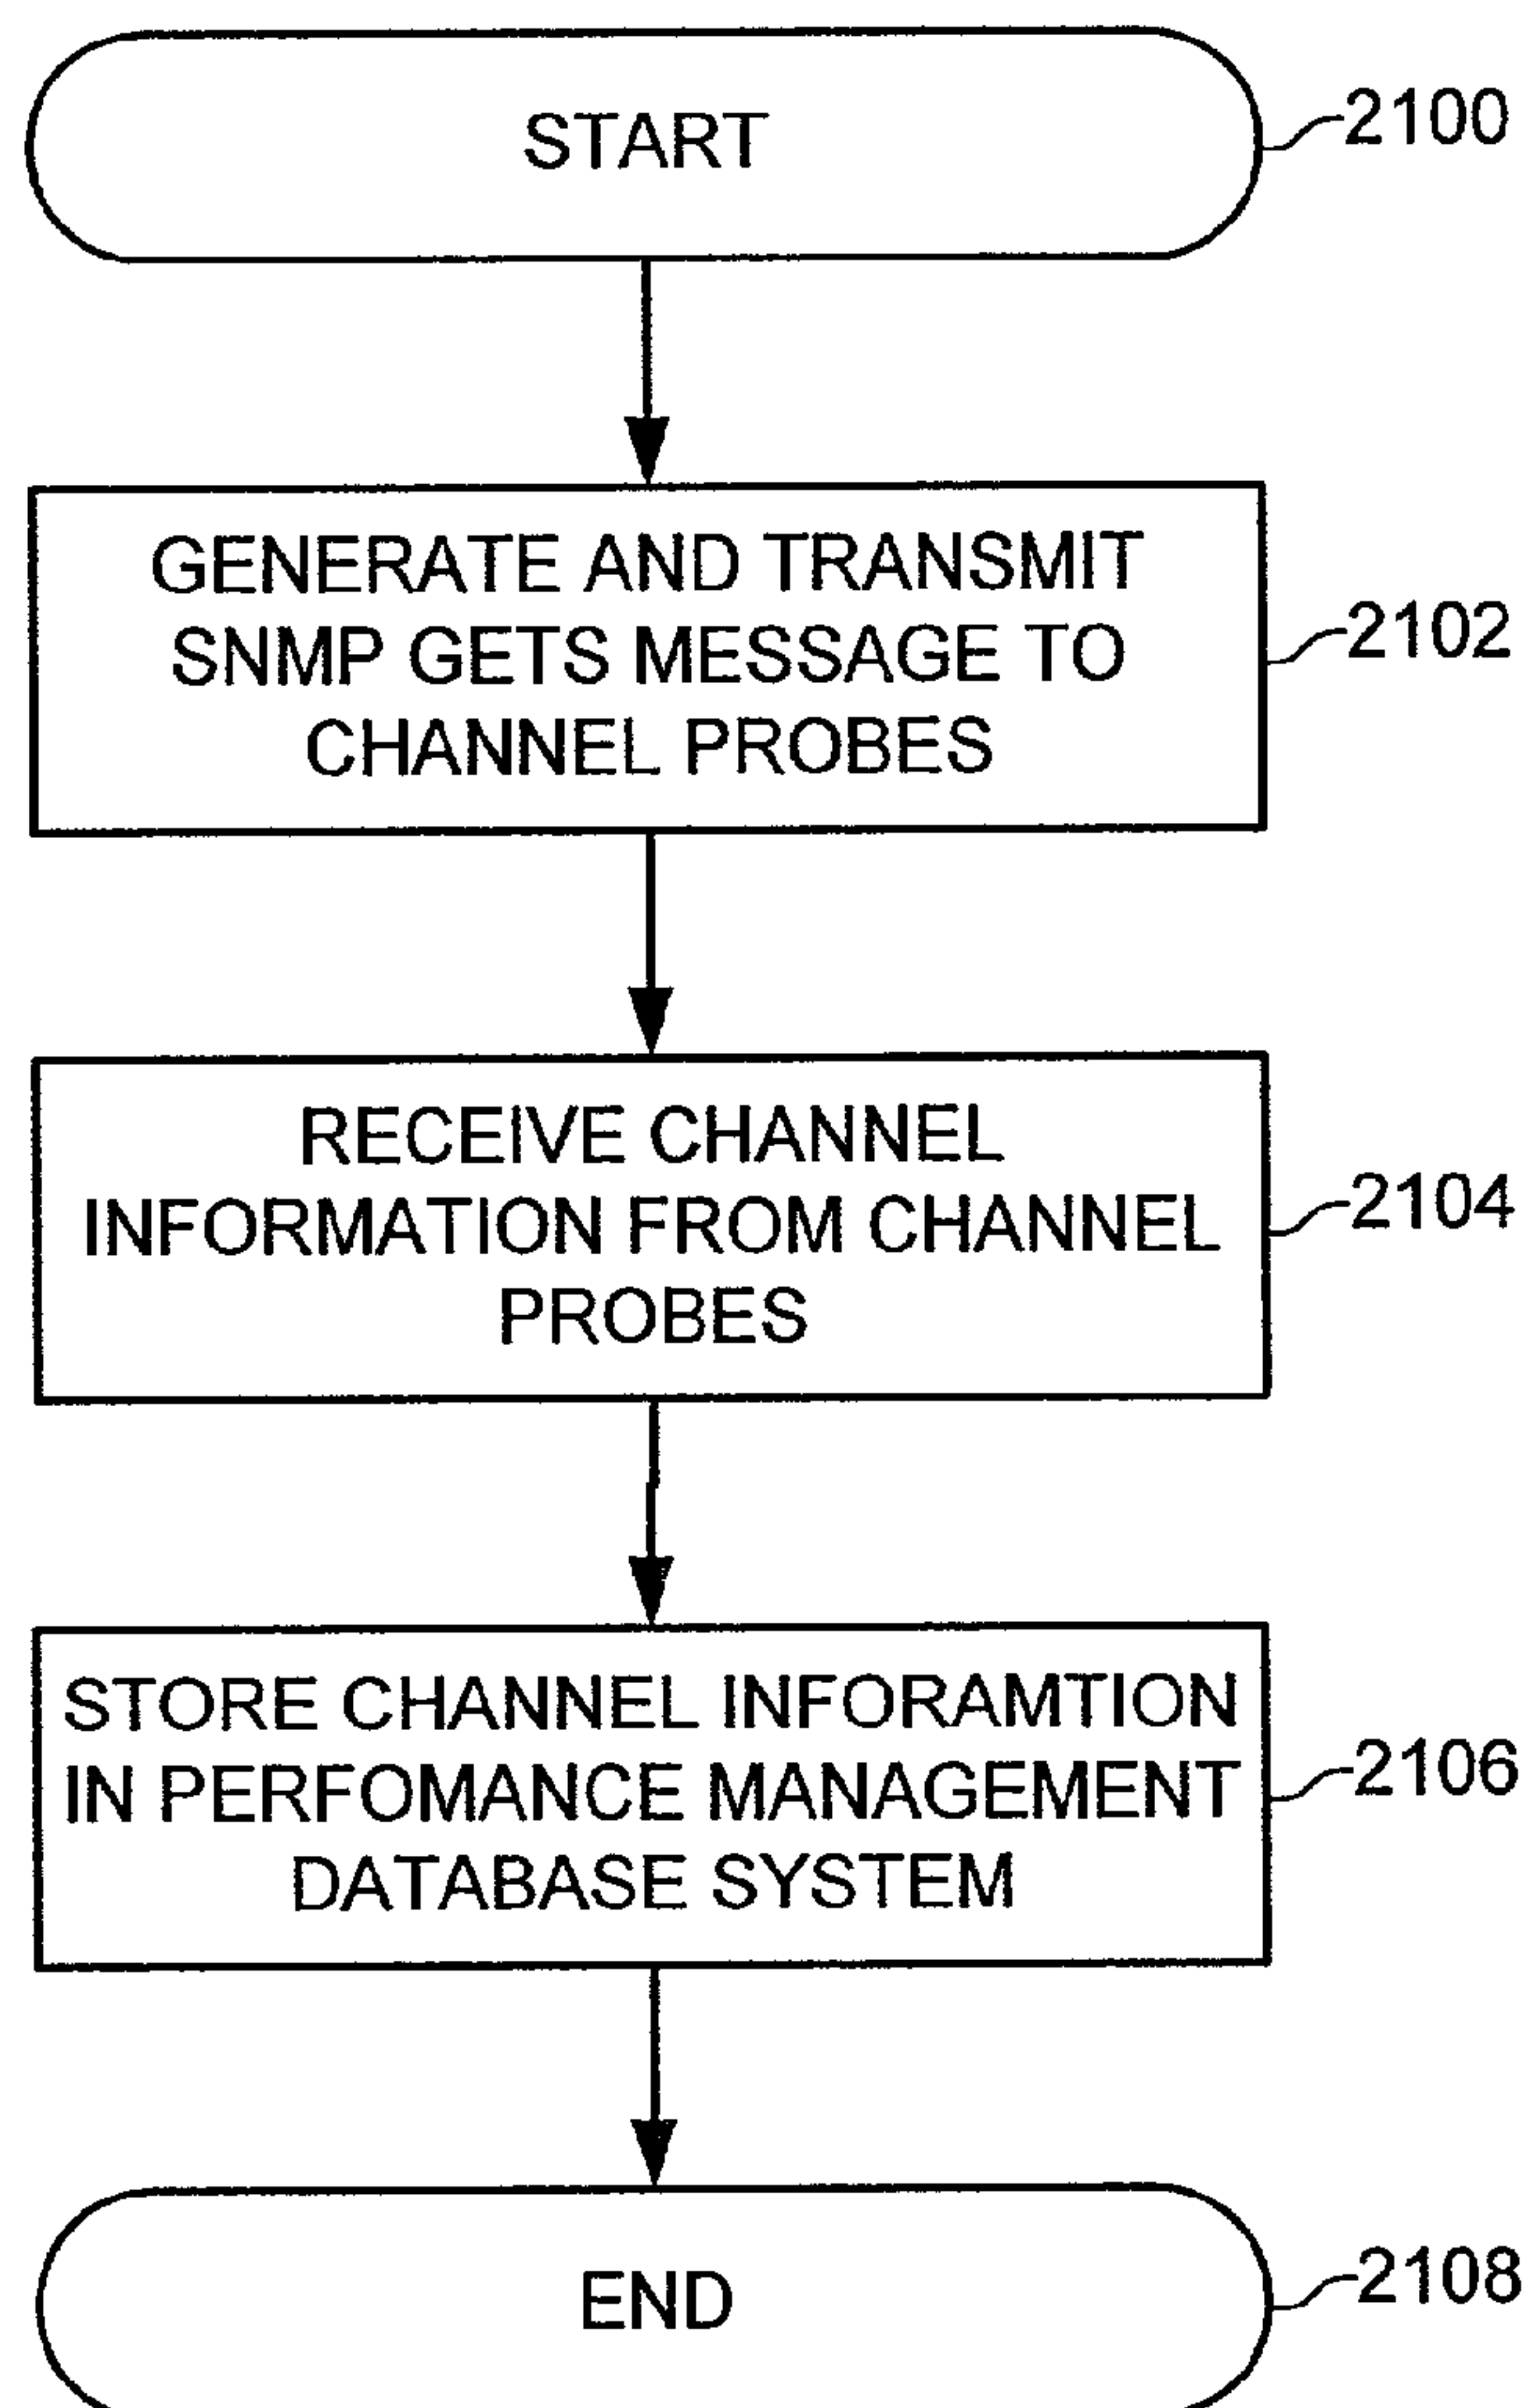 START
2100
GENERATE AND TRANSMIT
SNMP GETS MESSAGE TO
CHANNEL PROBES
2102
RECEIVE CHANNEL
INFORMATION FROM CHANNEL
PROBES
2104
STORE CHANNEL INFORAMTION
IN PERFOMANCE MANAGEMENT
DATABASE SYSTEM
2106
END
2108